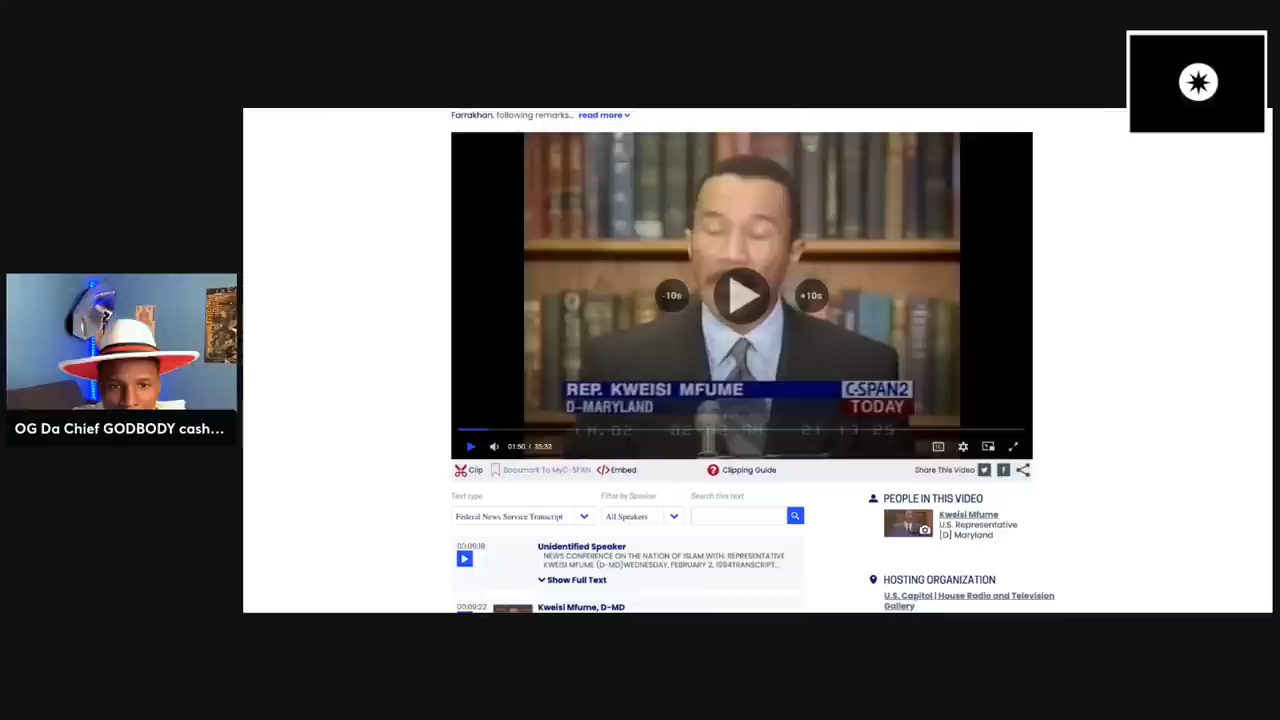 Farrakhan, following remarks... read more
-10s
+10s
REP. KWEISI MFUME
D-MARYLAND
C-SPAN2
TODAY
01:50 / 35:32
Clip
Bookmark To MyC-SPAN
Embed
Clipping Guide
Share This Video
Text type
Filter by Speaker
Search this text
Federal News Service Transcript
All Speakers
00:09:18
Unidentified Speaker
NEWS CONFERENCE ON THE NATION OF ISLAM WITH: REPRESENTATIVE
KWEISI MFUME (D-MD)WEDNESDAY, FEBRUARY 2, 1994TRANSCRIPT...
Show Full Text
00:09:22
Kweisi Mfume, D-MD
PEOPLE IN THIS VIDEO
Kweisi Mfume
U.S. Representative
[D] Maryland
HOSTING ORGANIZATION
U.S. Capitol | House Radio and Television
Gallery
OG Da Chief GODBODY cash...